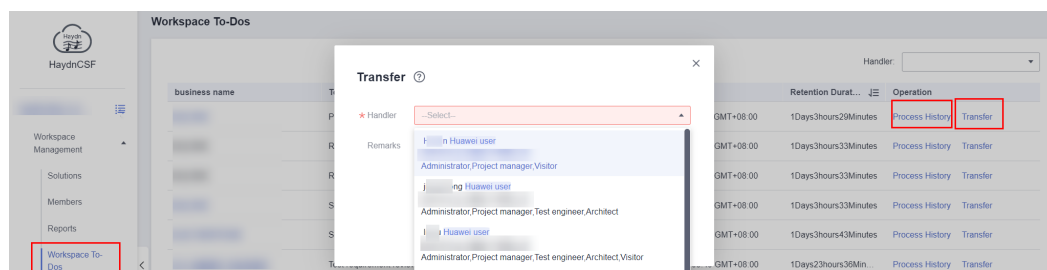 Workspace To-Dos
Haydn
HaydnCSF
Handler:
Transfer
business name
Retention Durat...
Operation
Handler
--Select--
GMT+08:00
1Days3hours29Minutes
Process History
Transfer
Workspace
Management
Remarks
Huawei user
Administrator,Project manager,Visitor
GMT+08:00
1Days3hours33Minutes
Process History
Transfer
Solutions
Huawei user
GMT+08:00
1Days3hours33Minutes
Process History
Transfer
Members
Administrator,Project manager,Test engineer,Architect
GMT+08:00
1Days3hours33Minutes
Process History
Transfer
Reports
Huawei user
GMT+08:00
1Days3hours43Minutes
Process History
Transfer
Workspace To-
Dos
Administrator,Project manager,Test engineer,Architect,Visitor
GMT+08:00
1Days23hours36Min...
Process History
Transfer